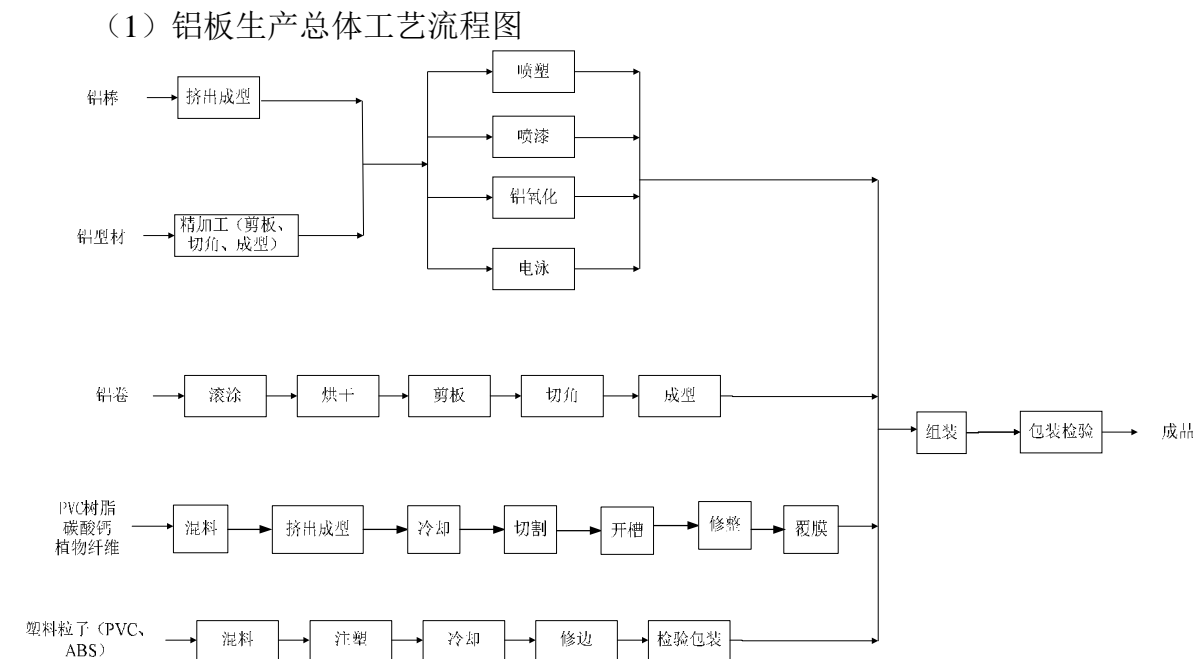 （1）铝板生产总体工艺流程图
铝棒
挤出成型
喷塑
喷漆
铝氧化
电泳
铝型材
精加工（剪板、
切角、成型）
铝卷
滚涂
烘干
剪板
切角
成型
组装
包装检验
成品
PVC树脂
碳酸钙
植物纤维
混料
挤出成型
冷却
切割
开槽
修整
覆膜
塑料粒子（PVC、
ABS）
混料
注塑
冷却
修边
检验包装